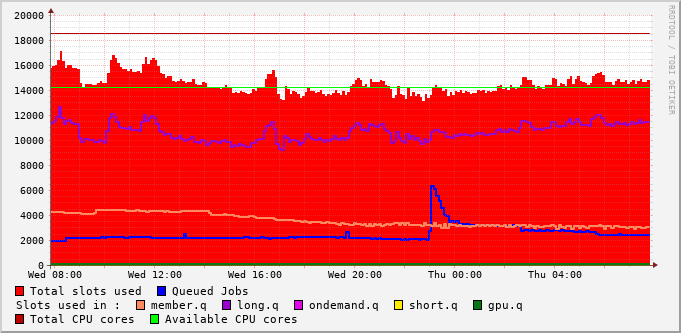 20000
18000
16000
14000
12000
10000
8000
6000
4000
2000
0
Wed 08:00 Wed 12:00 Wed 16:00 Wed 20:00 Thu 00:00 Thu 04:00
RRDTOOL / TOBI OETIKER
Total slots used Queued Jobs
Slots used in : member.q long.q ondemand.q short.q gpu.q
Total CPU cores Available CPU cores